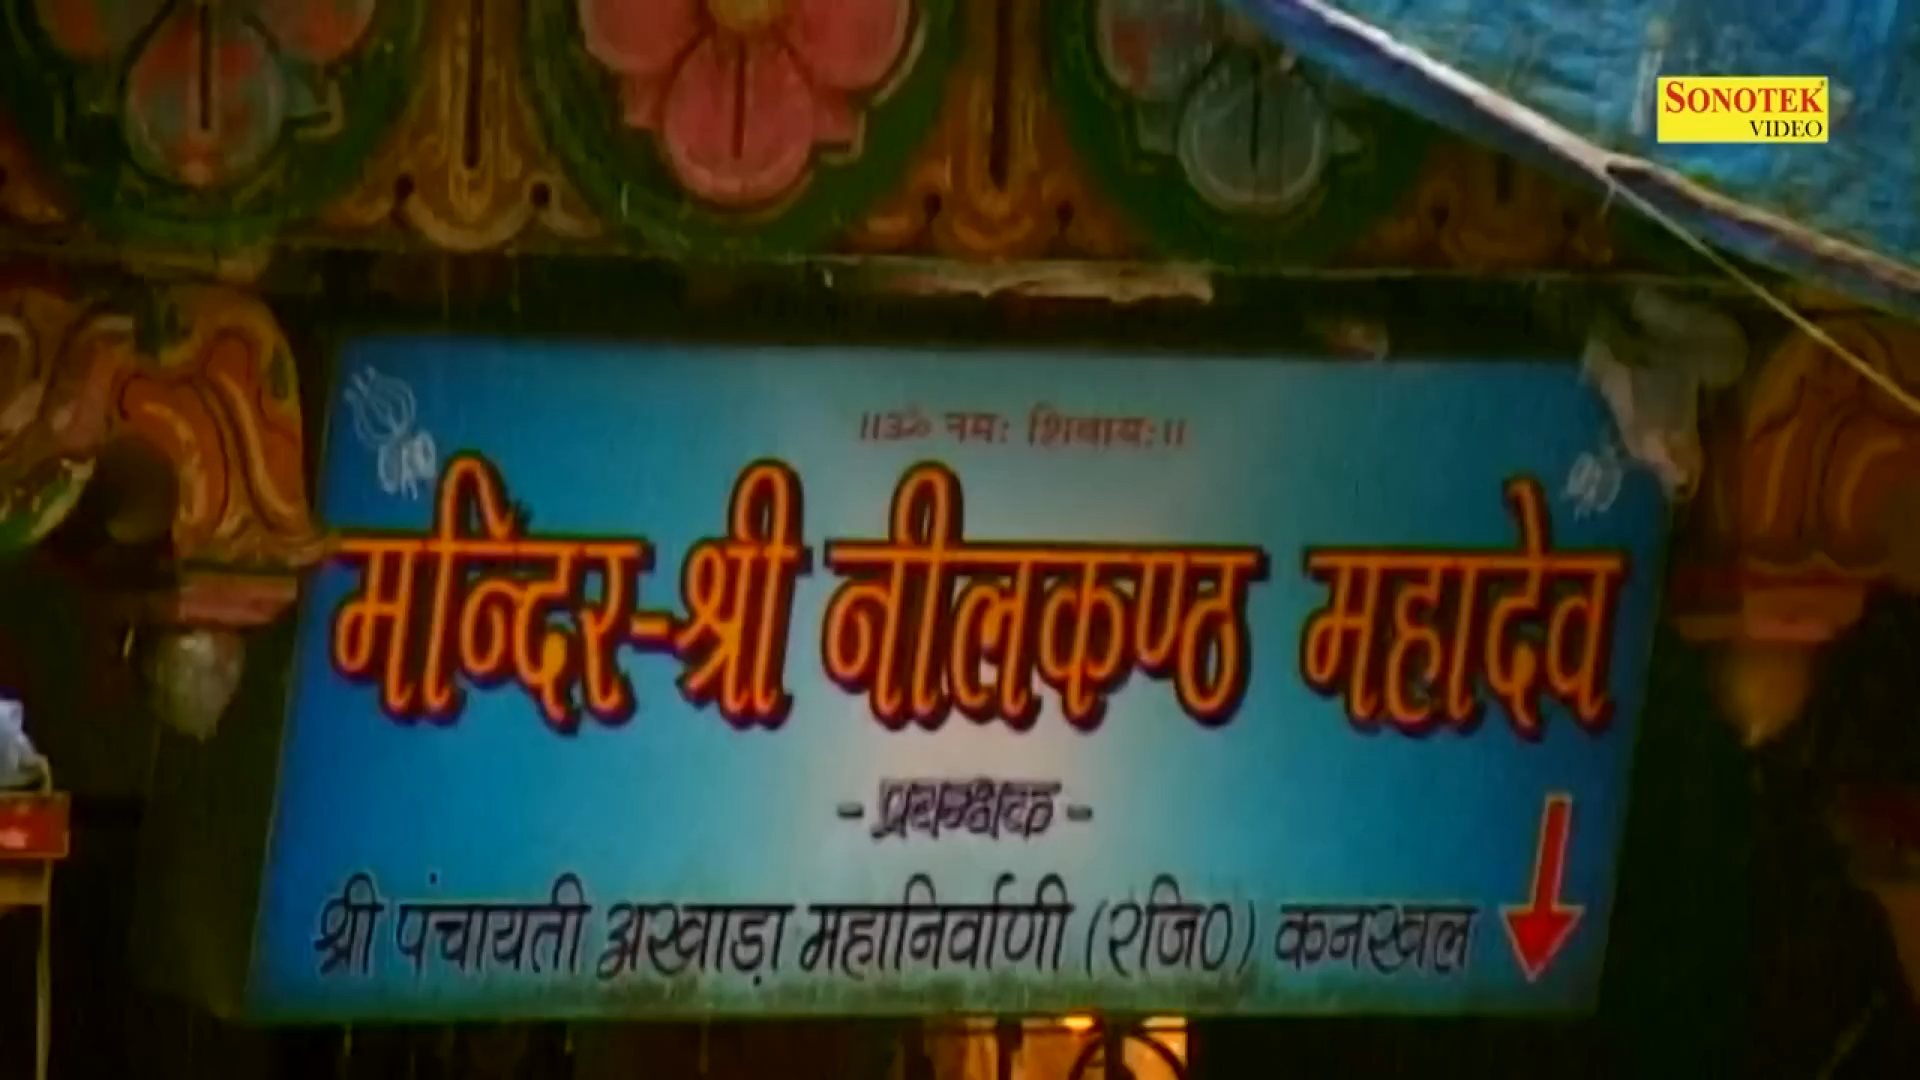 SONOTEK
VIDEO
॥ॐ नमः शिवायः॥
मन्दिर-श्री नीलकण्ठ महादेव
- प्रबन्धक -
श्री पंचायती अखाड़ा महानिर्वाणी (रजि०) कनखल